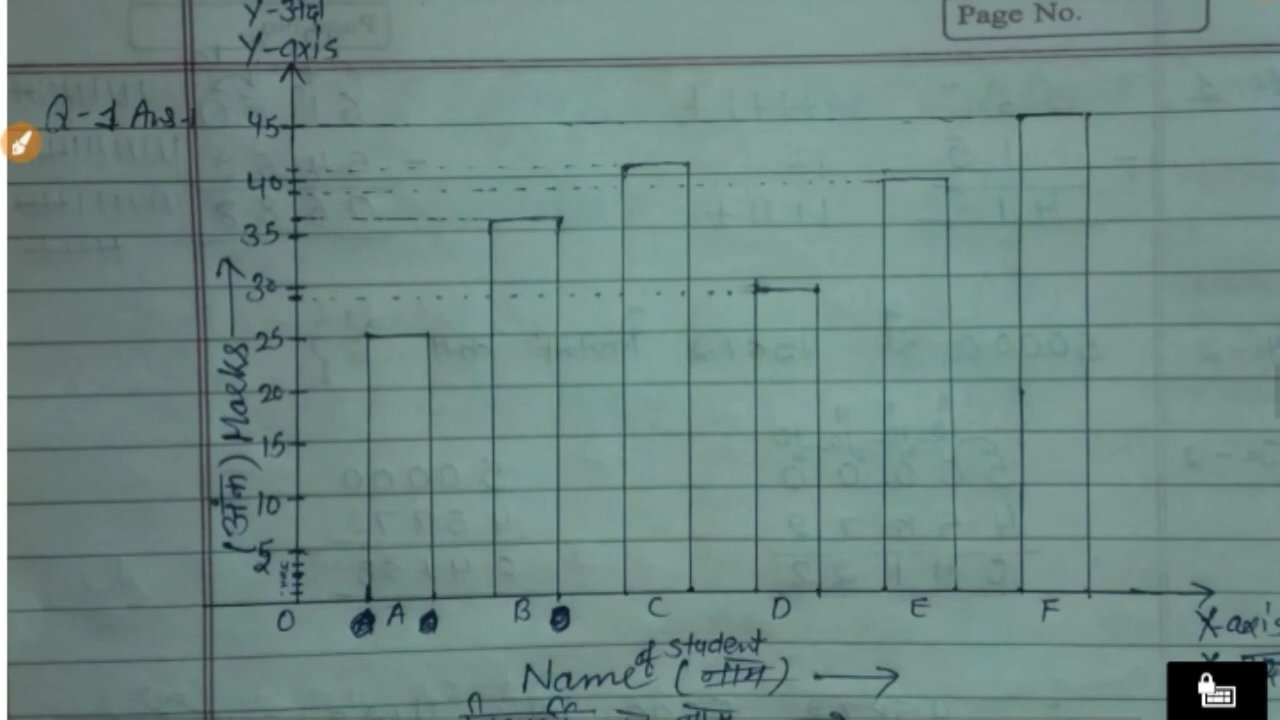 Y-अक्ष
Y-axis
Page No.
Q-1 Ans-
45
40
35
30
25
20
15
10
5
0
(अंक) Marks
A B C D E F
X-axis
Name of student (नाम)